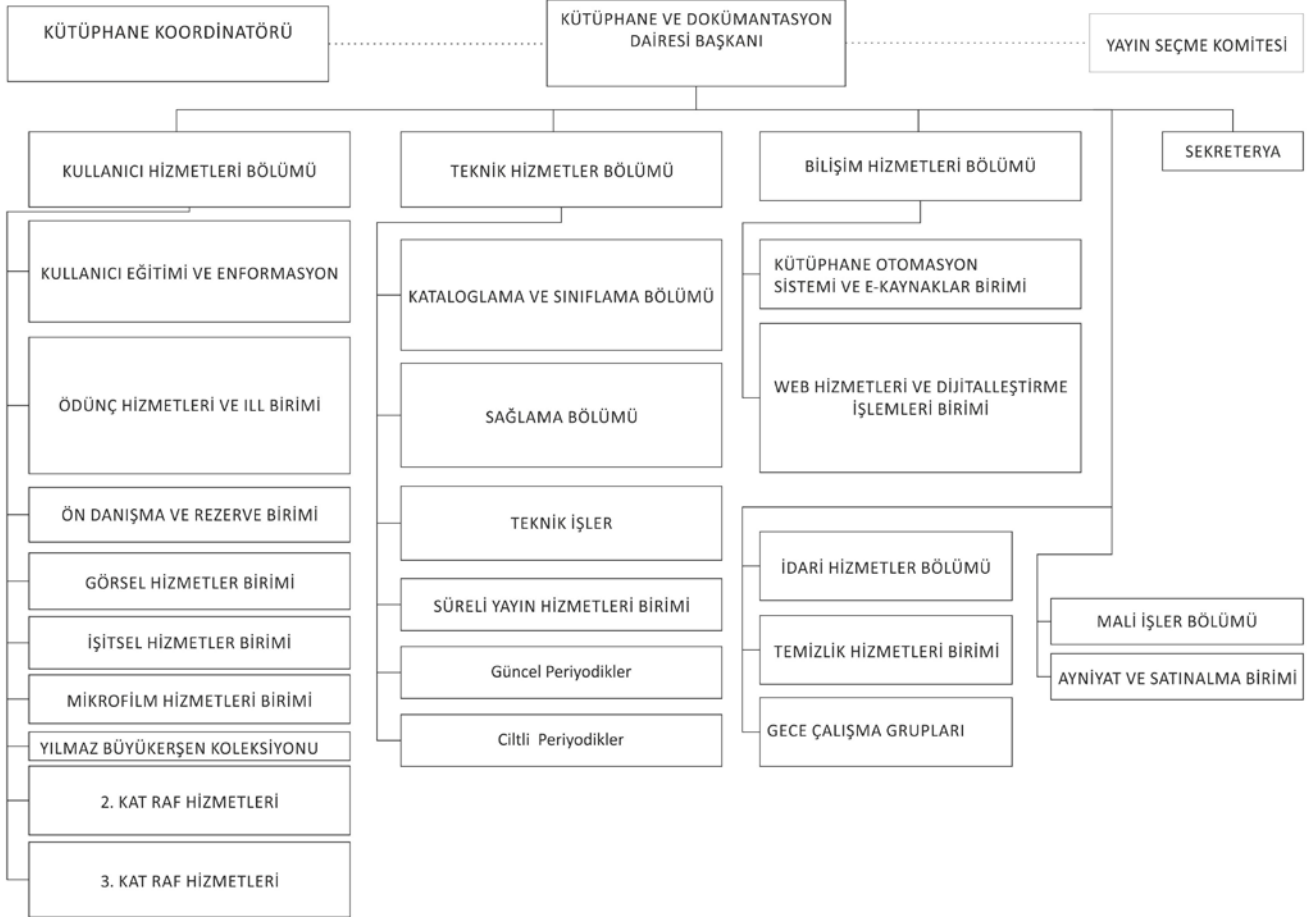 KÜTÜPHANE KOORDİNATÖRÜ
KÜTÜPHANE VE DOKÜMANTASYON
DAİRESİ BAŞKANI
YAYIN SEÇME KOMİTESİ
KULLANICI HİZMETLERİ BÖLÜMÜ
TEKNİK HİZMETLER BÖLÜMÜ
BİLİŞİM HİZMETLERİ BÖLÜMÜ
SEKRETERYA
KULLANICI EĞİTİMİ VE ENFORMASYON
ÖDÜNÇ HİZMETLERİ VE ILL BİRİMİ
ÖN DANIŞMA VE REZERVE BİRİMİ
GÖRSEL HİZMETLER BİRİMİ
İŞİTSEL HİZMETLER BİRİMİ
MİKROFİLM HİZMETLERİ BİRİMİ
YILMAZ BÜYÜKERŞEN KOLEKSİYONU
2. KAT RAF HİZMETLERİ
3. KAT RAF HİZMETLERİ
KATALOGLAMA VE SINIFLAMA BÖLÜMÜ
SAĞLAMA BÖLÜMÜ
TEKNİK İŞLER
SÜRELİ YAYIN HİZMETLERİ BİRİMİ
Güncel Periyodikler
Ciltli Periyodikler
KÜTÜPHANE OTOMASYON
SİSTEMİ VE E-KAYNAKLAR BİRİMİ
WEB HİZMETLERİ VE DİJİTALLEŞTİRME
İŞLEMLERİ BİRİMİ
İDARİ HİZMETLER BÖLÜMÜ
TEMİZLİK HİZMETLERİ BİRİMİ
GECE ÇALIŞMA GRUPLARI
MALİ İŞLER BÖLÜMÜ
AYNİYAT VE SATINALMA BİRİMİ